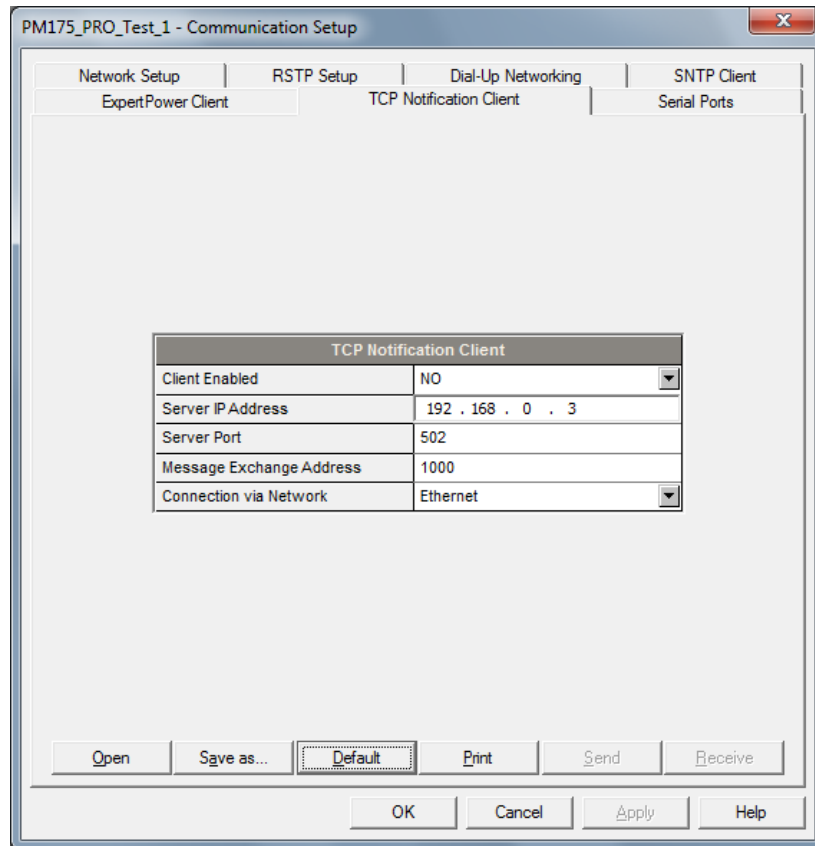 PM175_PRO_Test_1 - Communication Setup
x
Network Setup RSTP Setup Dial-Up Networking SNTP Client
ExpertPower Client TCP Notification Client Serial Ports
TCP Notification Client
Client Enabled NO
Server IP Address 192 . 168 . 0 . 3
Server Port 502
Message Exchange Address 1000
Connection via Network Ethernet
Open Save as... Default Print Send Receive
OK Cancel Apply Help